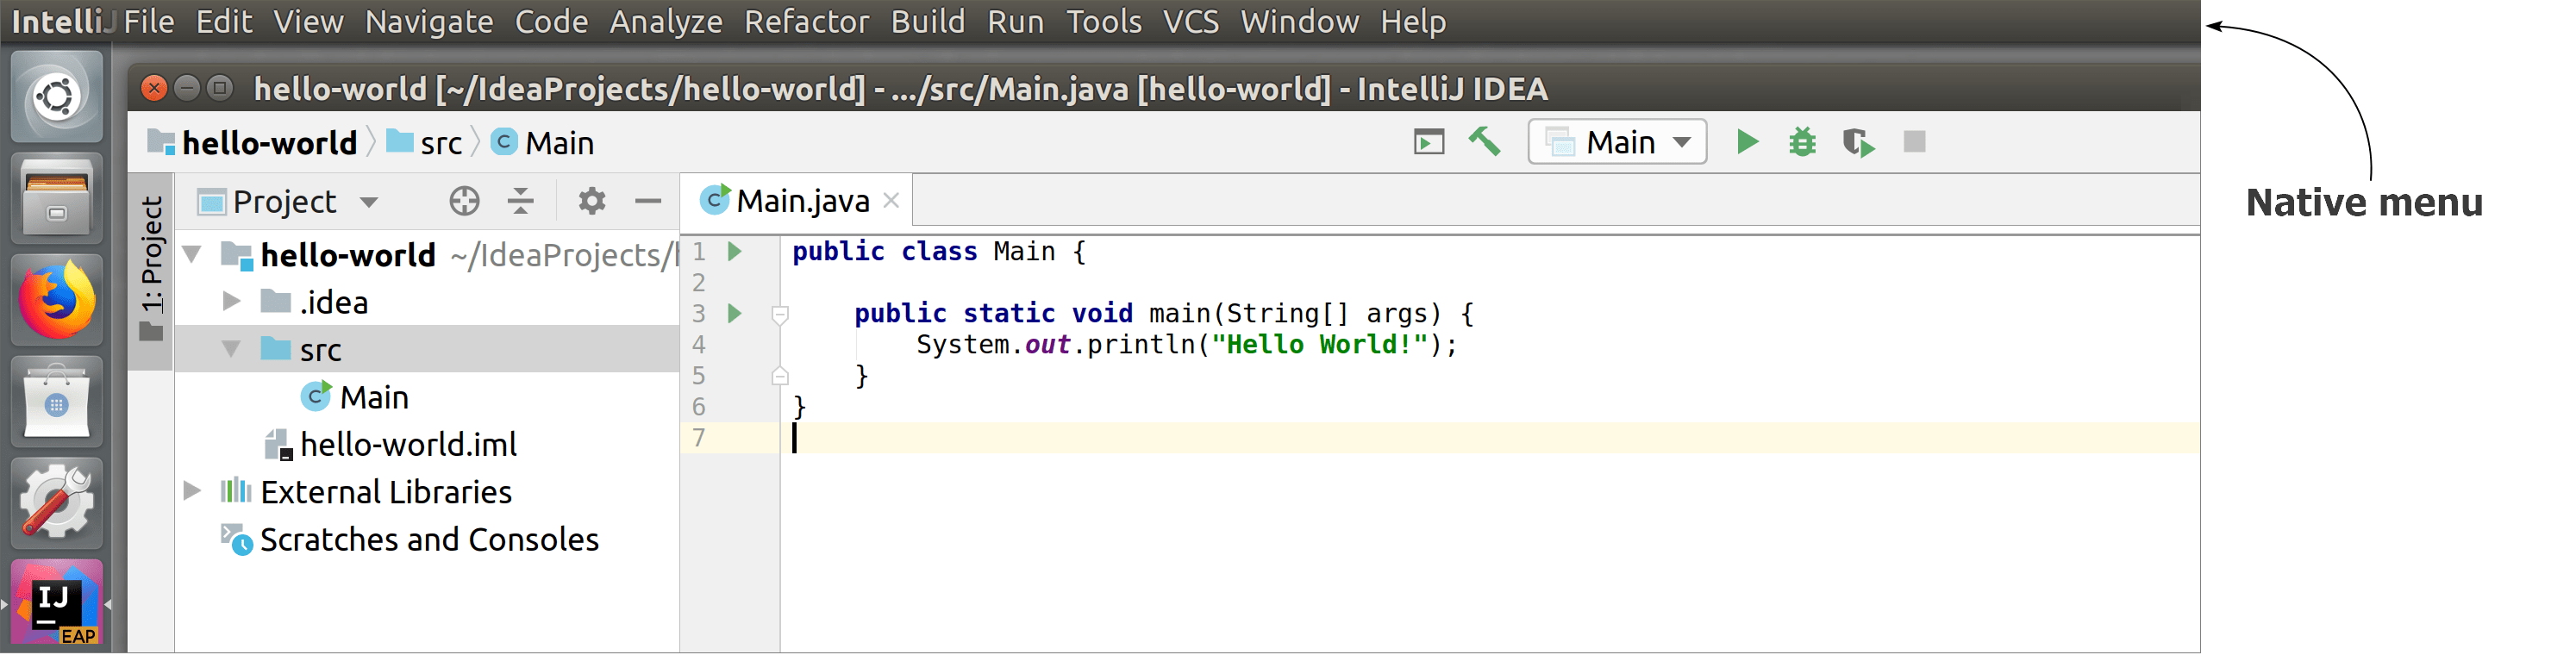 IntelliJ File Edit View Navigate Code Analyze Refactor Build Run Tools VCS Window Help
hello-world [~/IdeaProjects/hello-world] - .../src/Main.java [hello-world] - IntelliJ IDEA
hello-world src C Main
Main
Native menu
1: Project
Project
C Main.java
hello-world ~/IdeaProjects/h
.idea
src
C Main
hello-world.iml
External Libraries
Scratches and Consoles
1 public class Main {
2
3 public static void main(String[] args) {
4 System.out.println("Hello World!");
5 }
6 }
7
IJ
EAP